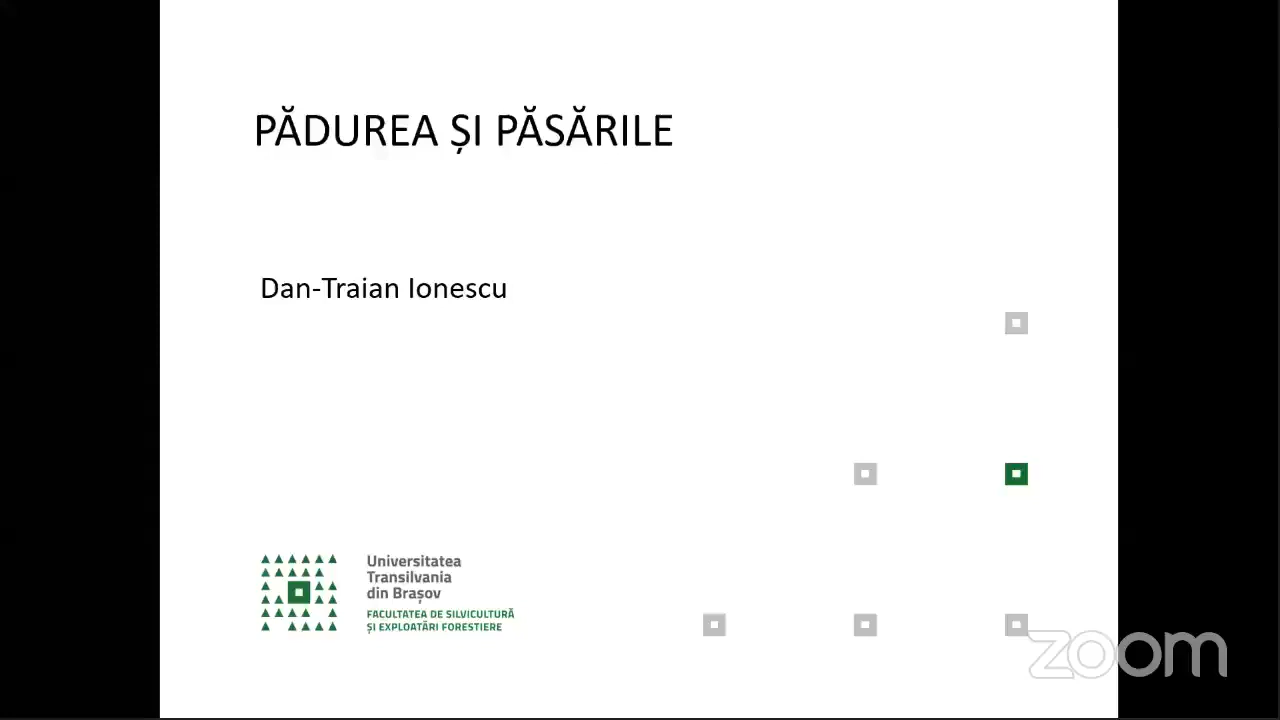 PĂDUREA ȘI PĂSĂRILE
Dan-Traian Ionescu
Universitatea
Transilvania
din Brașov
FACULTATEA DE SILVICULTURĂ
ȘI EXPLOATĂRI FORESTIERE
zoom